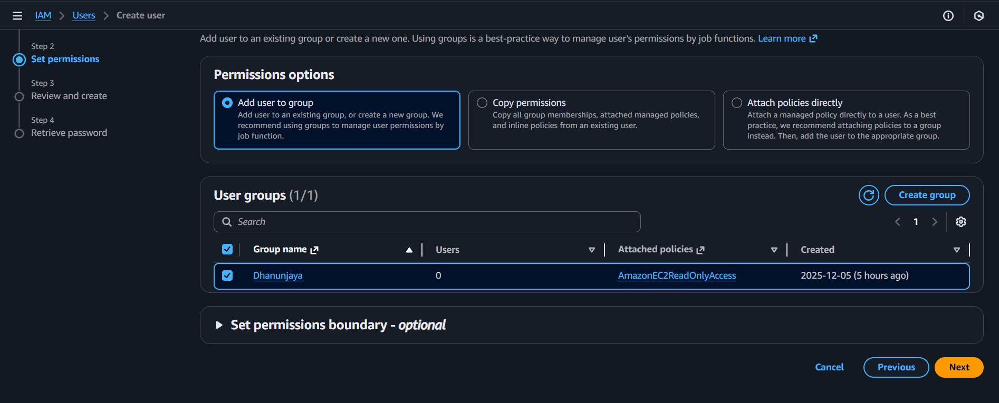 IAM > Users > Create user
Step 2
Set permissions
Step 3
Review and create
Step 4
Retrieve password
Add user to an existing group or create a new one. Using groups is a best-practice way to manage user's permissions by job functions. Learn more
Permissions options
Add user to group
Add user to an existing group, or create a new group. We
recommend using groups to manage user permissions by
job function.
Copy permissions
Copy all group memberships, attached managed policies,
and inline policies from an existing user.
Attach policies directly
Attach a managed policy directly to a user. As a best
practice, we recommend attaching policies to a group
instead. Then, add the user to the appropriate group.
User groups (1/1)
Create group
Search
1
Group name Users Attached policies Created
Dhanunjaya 0 AmazonEC2ReadOnlyAccess 2025-12-05 (5 hours ago)
Set permissions boundary - optional
Cancel Previous Next